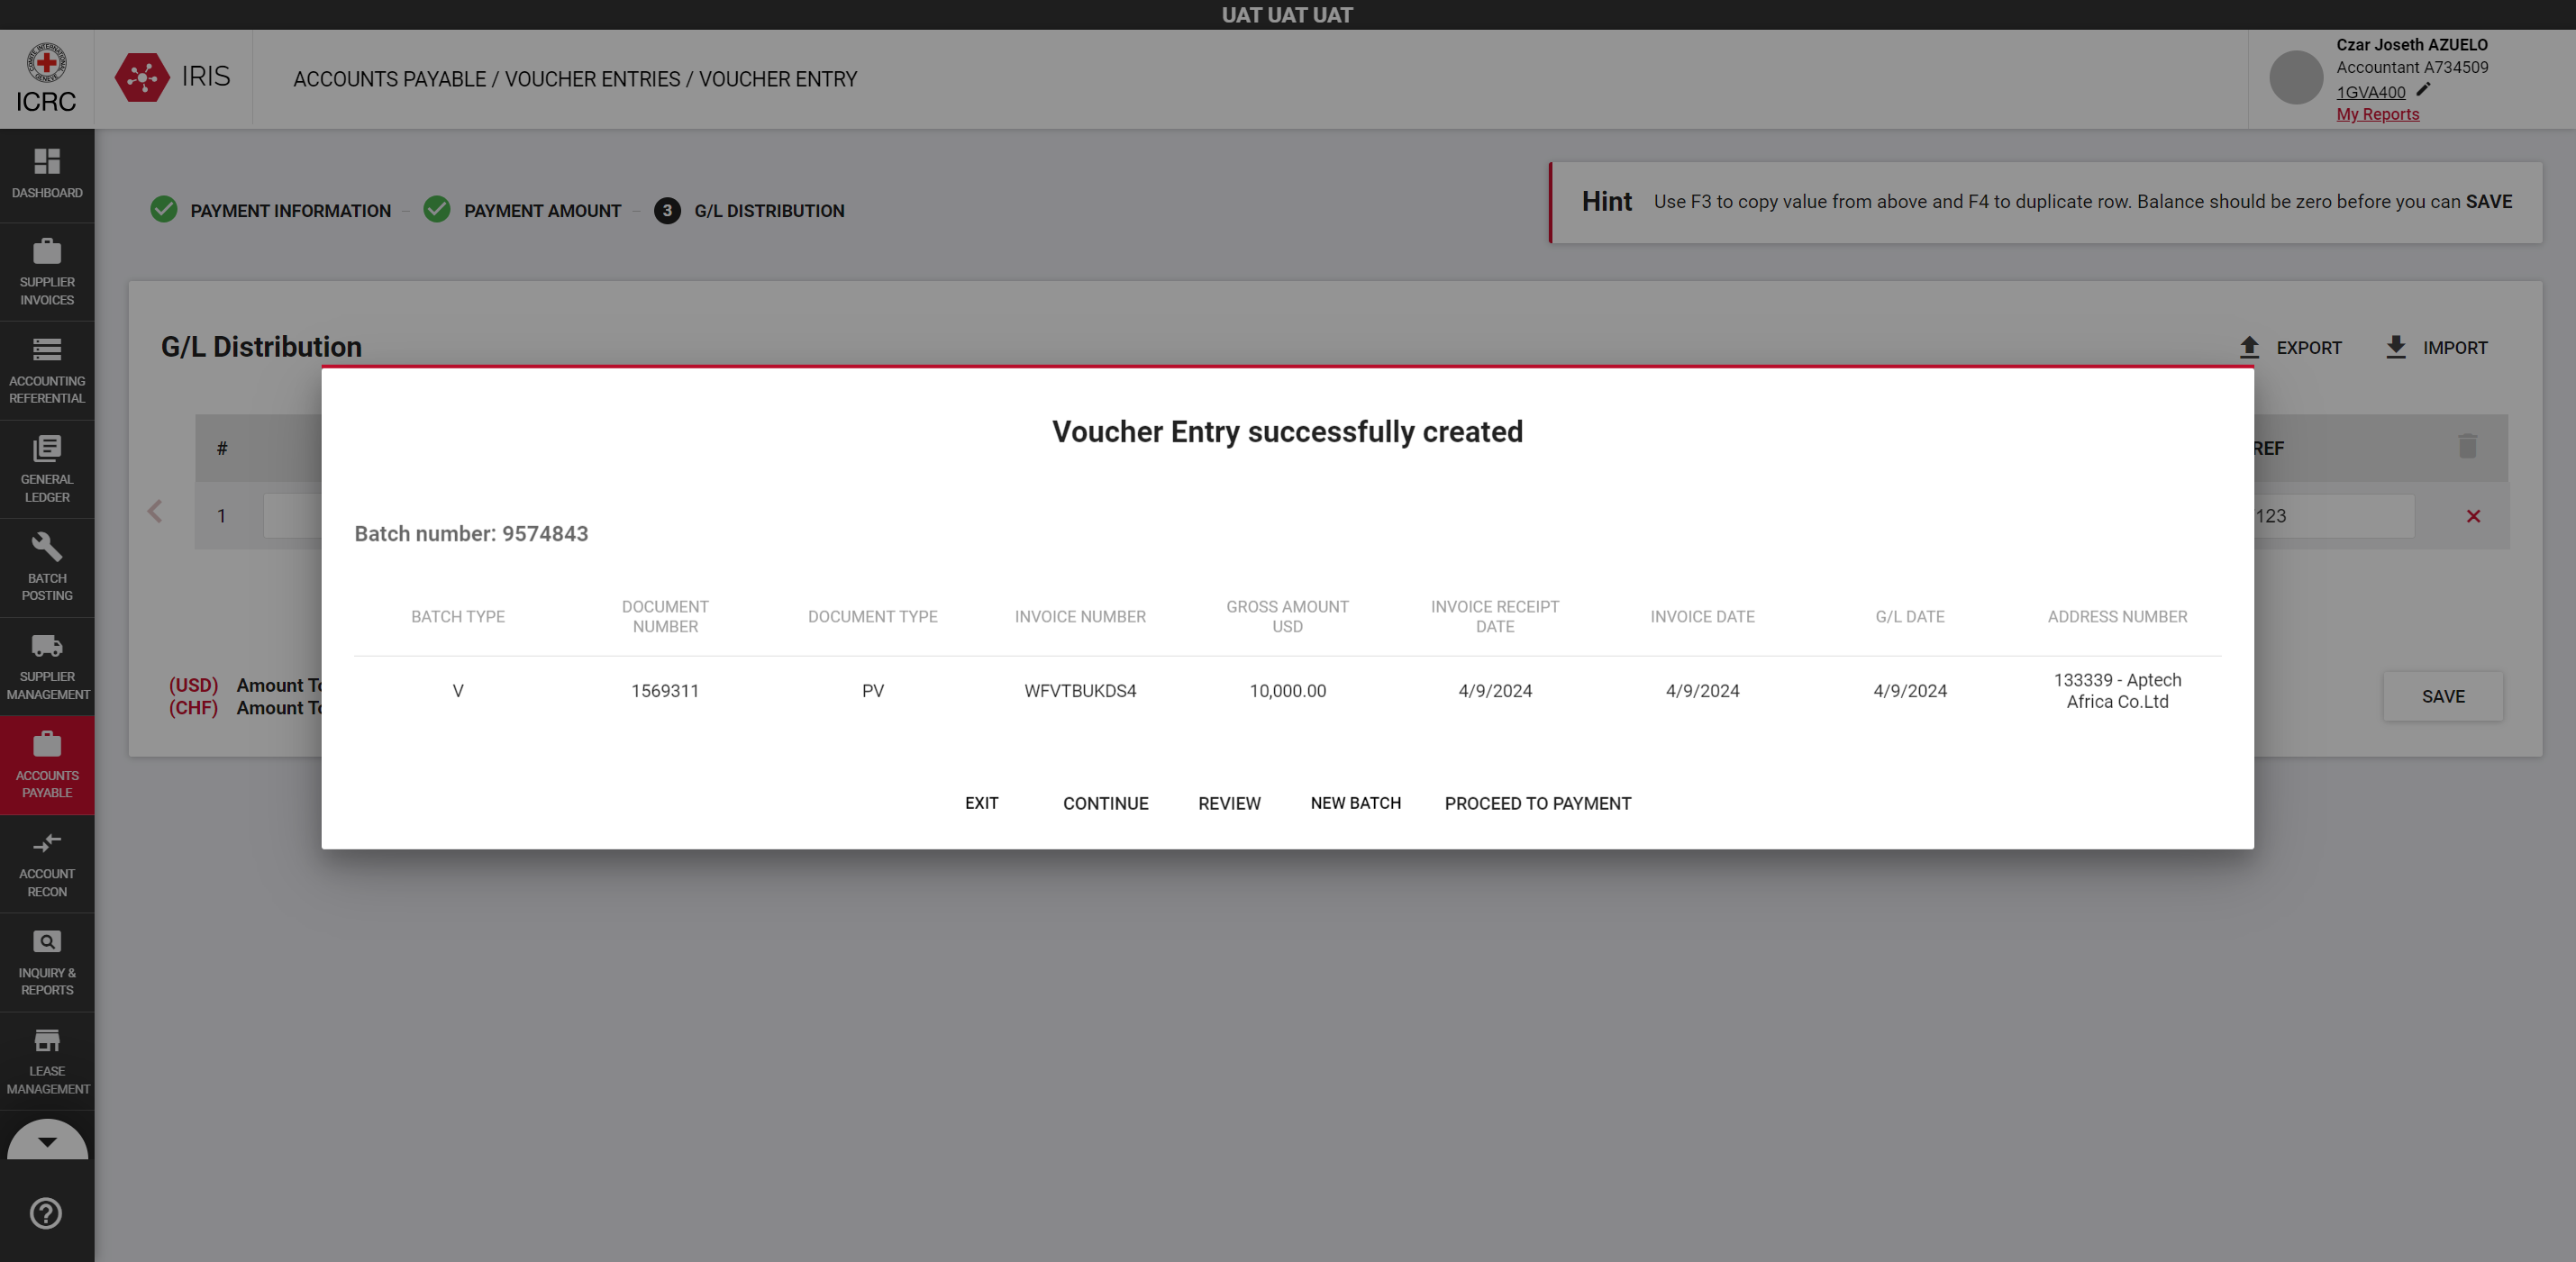 UAT UAT UAT
ICRC
IRIS
ACCOUNTS PAYABLE / VOUCHER ENTRIES / VOUCHER ENTRY
Czar Joseth AZUELO
Accountant A734509
1GVA400
My Reports
DASHBOARD
SUPPLIER
INVOICES
ACCOUNTING
REFERENTIAL
GENERAL
LEDGER
BATCH
POSTING
SUPPLIER
MANAGEMENT
ACCOUNTS
PAYABLE
ACCOUNT
RECON
INQUIRY &
REPORTS
LEASE
MANAGEMENT
PAYMENT INFORMATION
PAYMENT AMOUNT
3 G/L DISTRIBUTION
Hint Use F3 to copy value from above and F4 to duplicate row. Balance should be zero before you can SAVE
G/L Distribution
EXPORT IMPORT
# REF
1 123
(USD) Amount To
(CHF) Amount To
SAVE
Voucher Entry successfully created
Batch number: 9574843
BATCH TYPE DOCUMENT NUMBER DOCUMENT TYPE INVOICE NUMBER GROSS AMOUNT USD INVOICE RECEIPT DATE INVOICE DATE G/L DATE ADDRESS NUMBER
V 1569311 PV WFVTBUKDS4 10,000.00 4/9/2024 4/9/2024 4/9/2024 133339 - Aptech Africa Co.Ltd
EXIT CONTINUE REVIEW NEW BATCH PROCEED TO PAYMENT